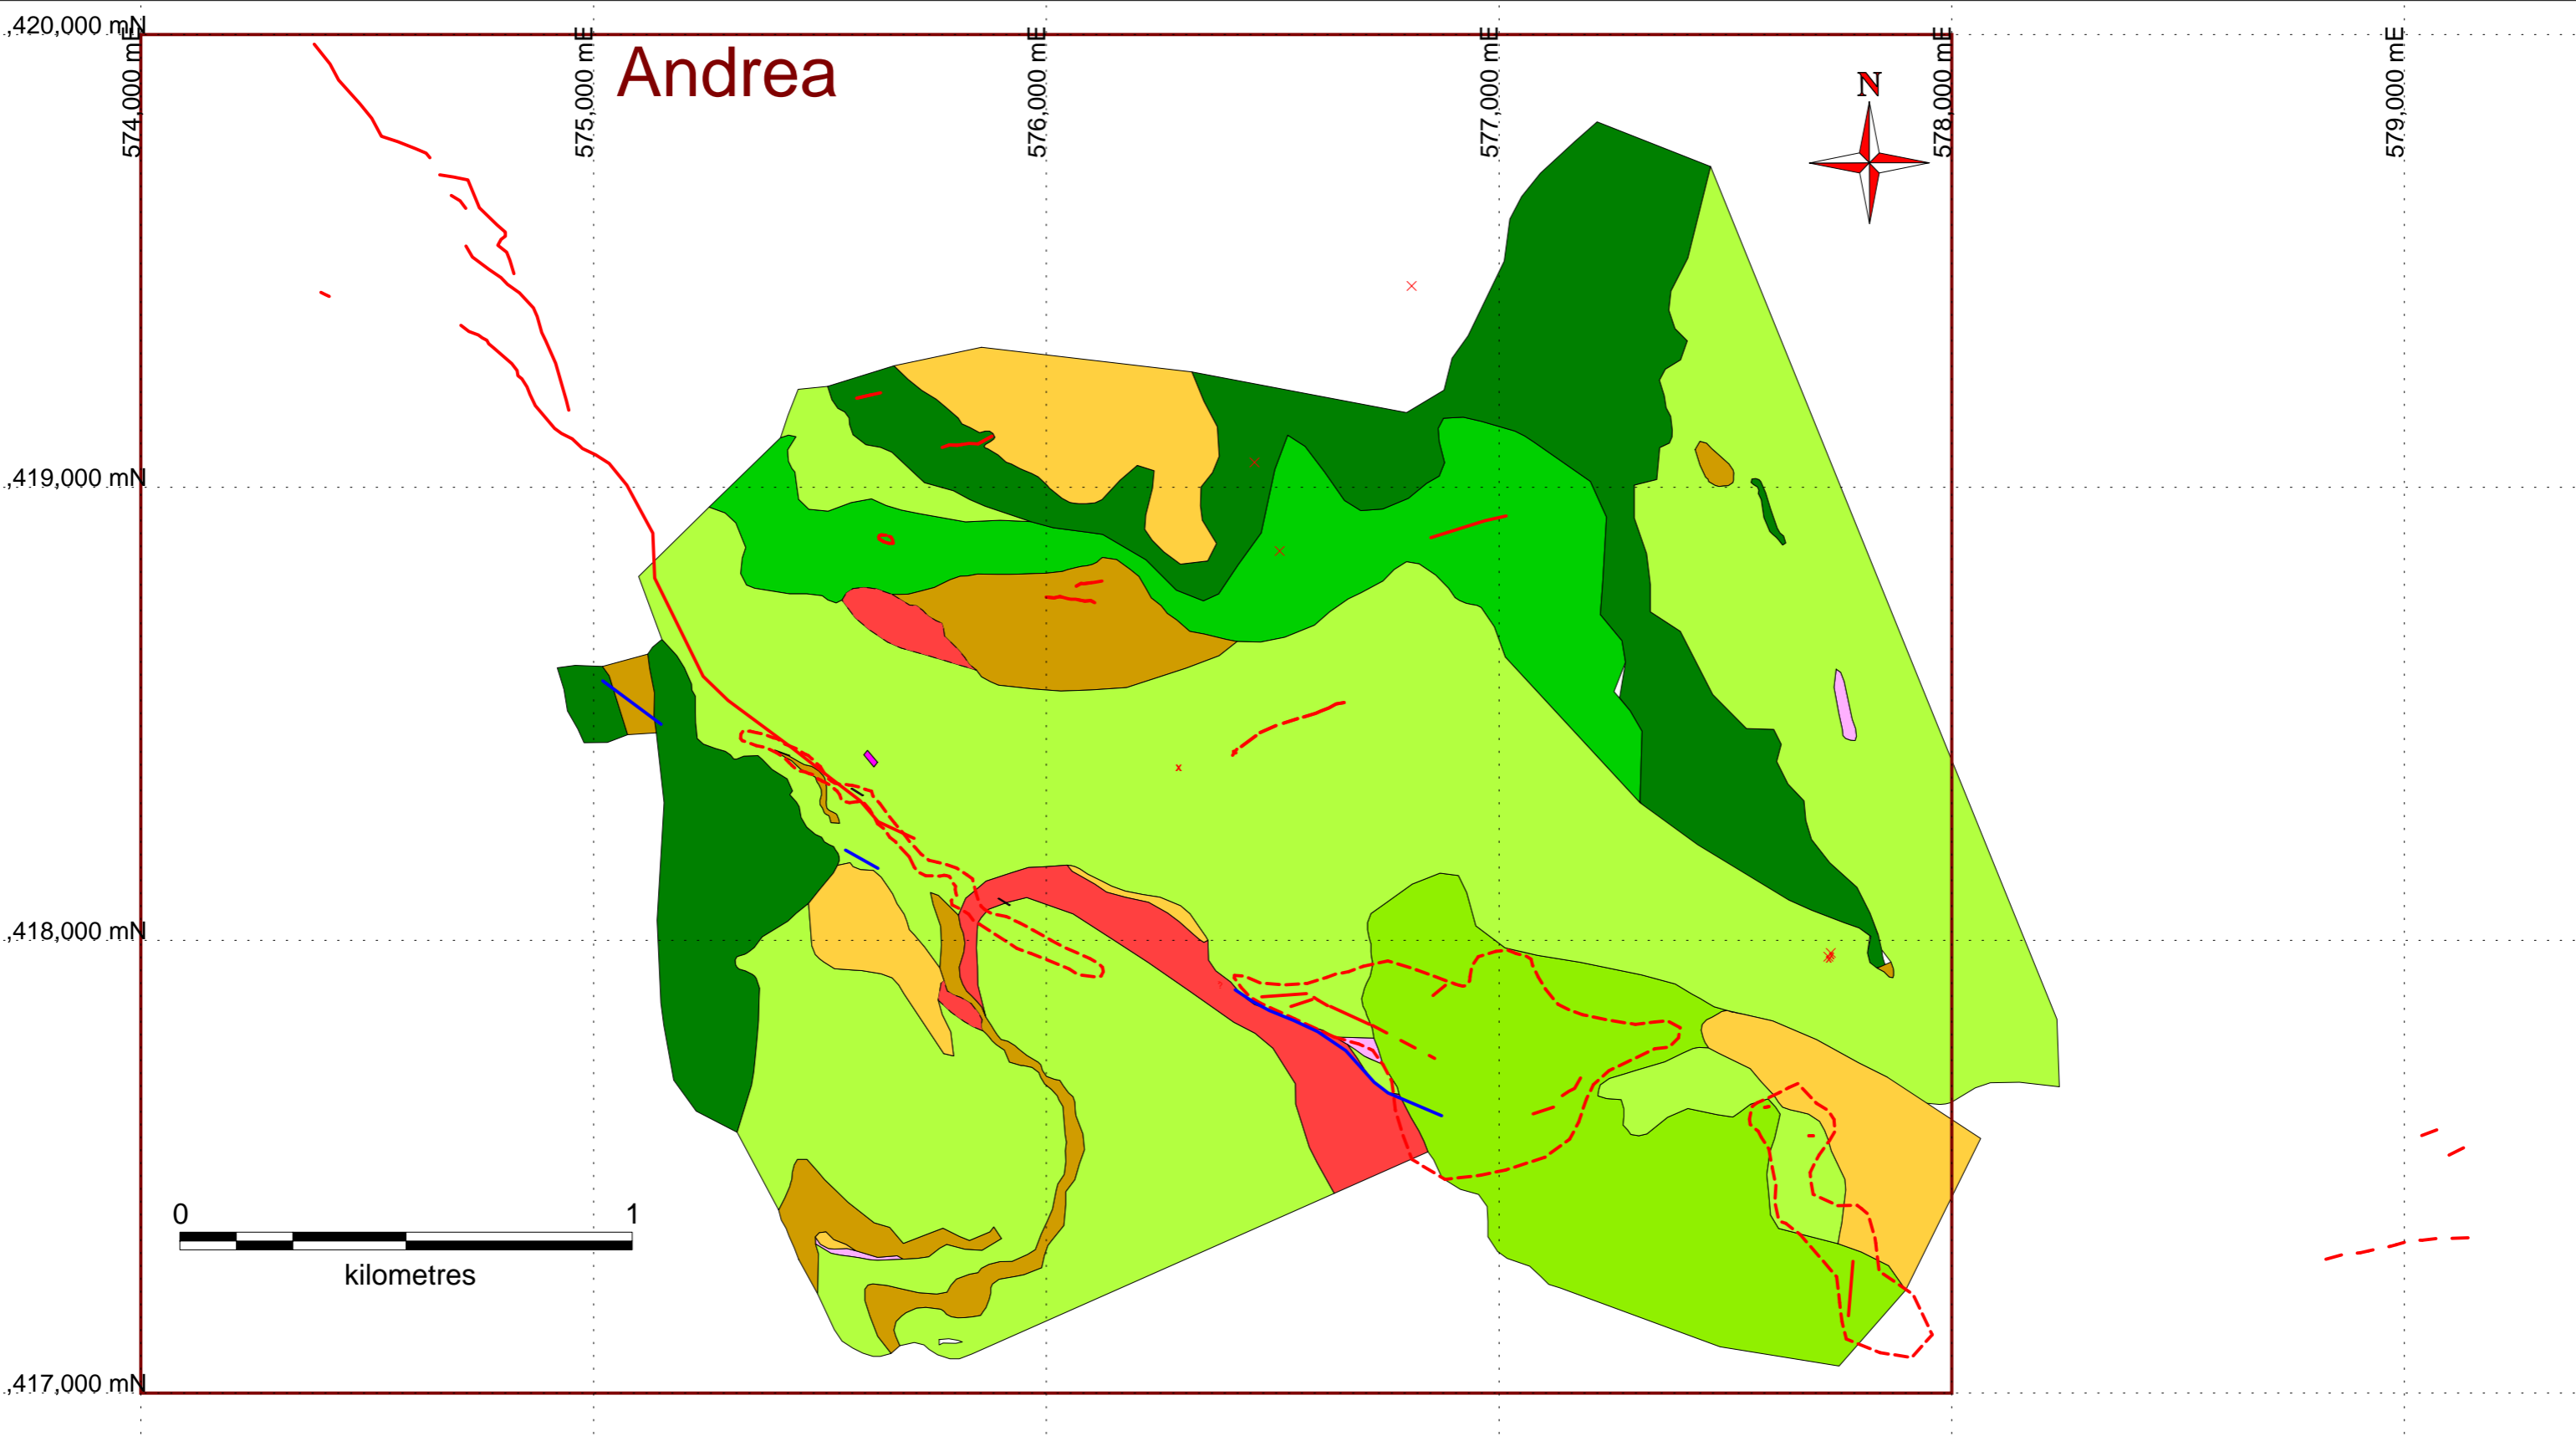 ,420,000 mN
574,000 mE
575,000 mE
576,000 mE
577,000 mE
578,000 mE
579,000 mE
Andrea
N
,419,000 mN
,418,000 mN
?
0 1
kilometres
,417,000 mN